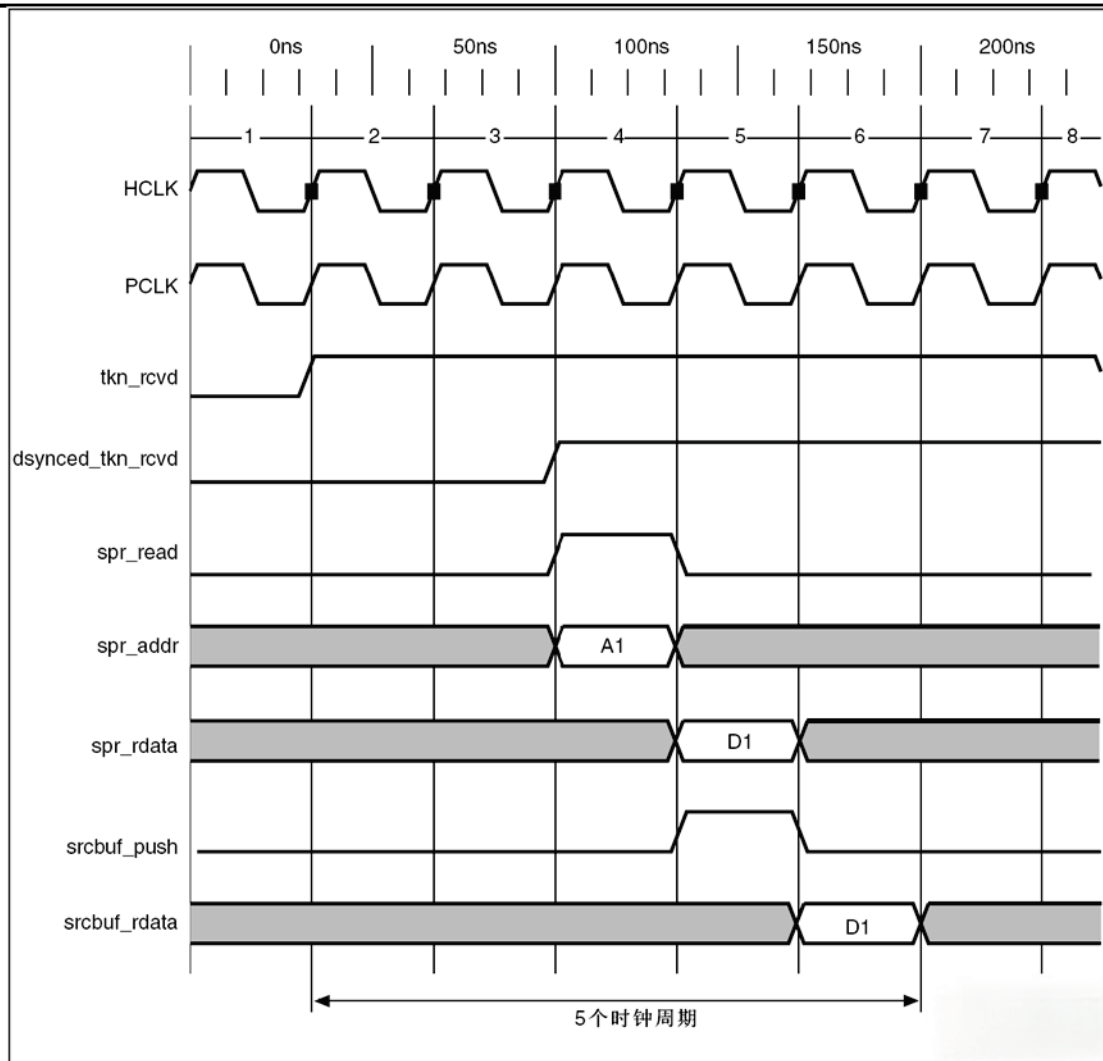 0ns 50ns 100ns 150ns 200ns
1 2 3 4 5 6 7 8
HCLK
PCLK
tkn_rcvd
dsynced_tkn_rcvd
spr_read
spr_addr A1
spr_rdata D1
srcbuf_push
srcbuf_rdata D1
5个时钟周期